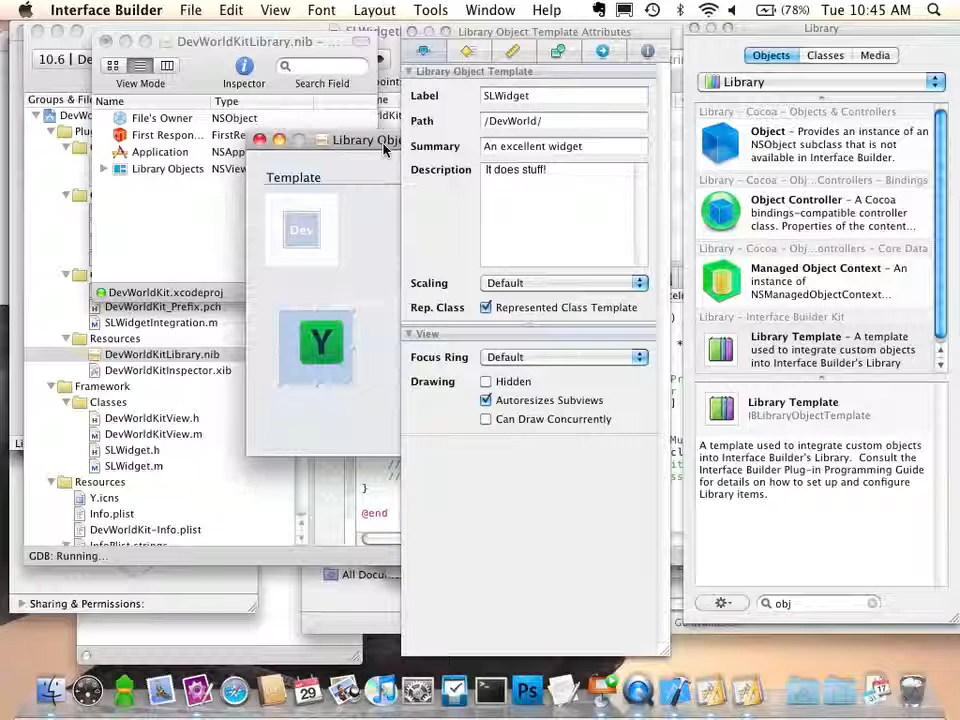 Interface Builder File Edit View Font Layout Tools Window Help (78%) Tue 10:45 AM
SLWidget
DevWorldKitLibrary.nib –
Library Object Template Attributes
Library
10.6 | De
View Mode
Inspector
Search Field
Objects Classes Media
Library
Groups & File
Name Type
DevWo
Plug
File's Owner NSObject
First Respon... FirstRe
Application NSApp
Library Objects NSView
Library Obje
Template
Dev
Y
Library Object Template
Label SLWidget
Path /DevWorld/
Summary An excellent widget
Description It does stuff!
Scaling Default
Rep. Class Represented Class Template
View
Focus Ring Default
Drawing Hidden
Autoresizes Subviews
Can Draw Concurrently
Library – Cocoa – Objects & Controllers
Object – Provides an instance of an
NSObject subclass that is not
available in Interface Builder.
Library – Cocoa – Obj...Controllers – Bindings
Object Controller – A Cocoa
bindings-compatible controller
class. Properties of the content...
Library – Cocoa – Obj...ontrollers – Core Data
Managed Object Context – An
instance of
NSManagedObjectContext...
Library – Interface Builder Kit
Library Template – A template
used to integrate custom objects
into Interface Builder's Library
Library Template
IBLibraryObjectTemplate
A template used to integrate custom objects
into Interface Builder's Library. Consult the
Interface Builder Plug-in Programming Guide
for details on how to set up and configure
Library items.
obj
DevWorldKit.xcodeproj
DevWorldKit_Prefix.pch
SLWidgetIntegration.m
Resources
DevWorldKitLibrary.nib
DevWorldKitInspector.xib
Framework
Classes
DevWorldKitView.h
DevWorldKitView.m
SLWidget.h
SLWidget.m
Resources
Y.icns
Info.plist
DevWorldKit-Info.plist
InfoPlist.strings
}
@end
GDB: Running...
All Docu...
Sharing & Permissions:
29
Ps
17